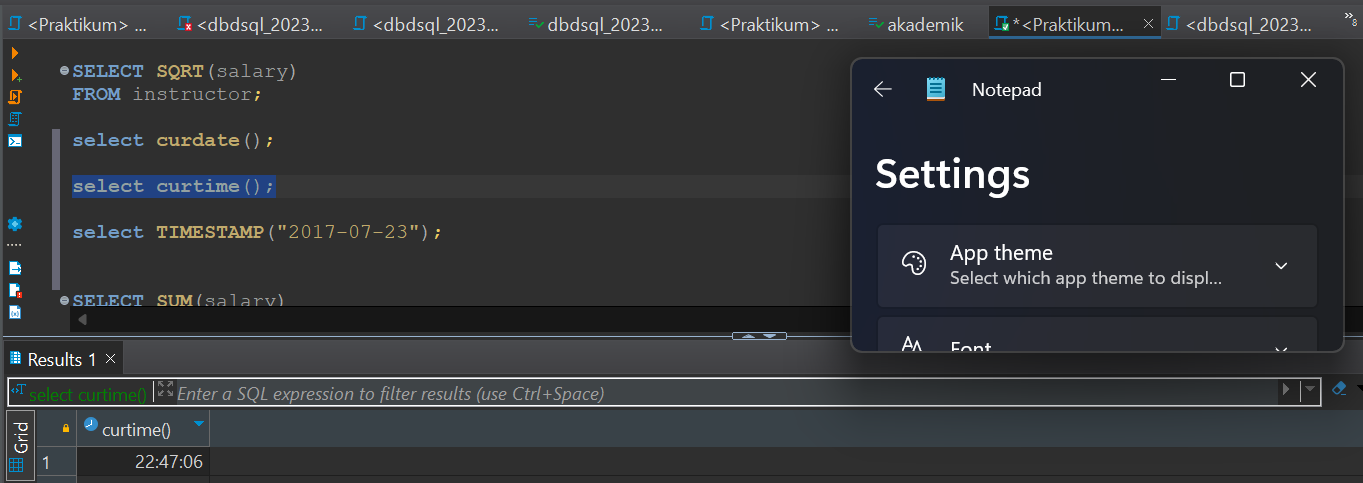 <Praktikum> ...
<dbdsql_2023...
<dbdsql_2023...
dbdsql_2023...
<Praktikum> ...
akademik
*<Praktikum...
<dbdsql_2023...
»8
SELECT SQRT(salary)
FROM instructor;
select curdate();
select curtime();
select TIMESTAMP("2017-07-23");
SELECT SUM(salary)
Notepad
Settings
App theme
Select which app theme to displ...
Font
Results 1
select curtime()
Enter a SQL expression to filter results (use Ctrl+Space)
Grid
curtime()
1
22:47:06